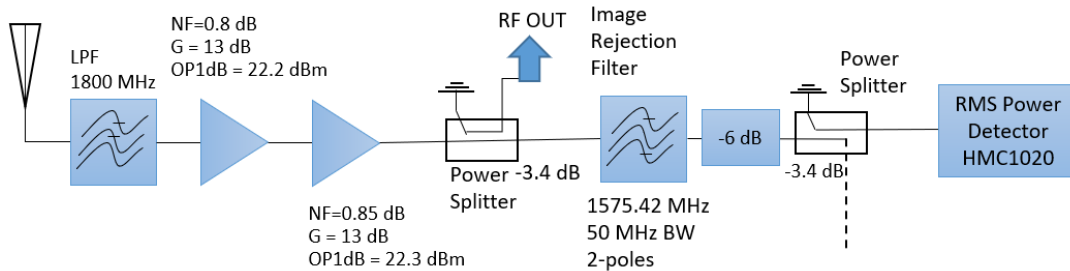 LPF
1800 MHz
NF=0.8 dB
G = 13 dB
OP1dB = 22.2 dBm
NF=0.85 dB
G = 13 dB
OP1dB = 22.3 dBm
RF OUT
Power
Splitter
-3.4 dB
Image
Rejection
Filter
1575.42 MHz
50 MHz BW
2-poles
-6 dB
Power
Splitter
-3.4 dB
RMS Power
Detector
HMC1020